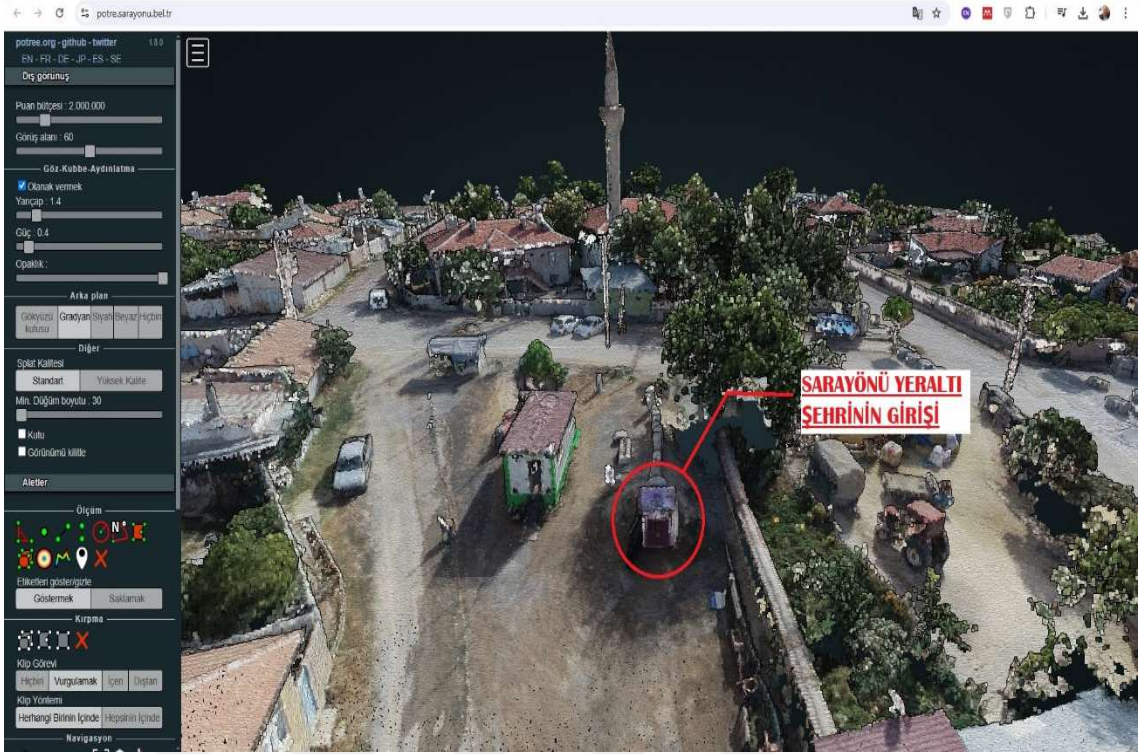 potre.sarayonu.bel.tr
potree.org - github - twitter 1.8.0
EN - FR - DE - JP - ES - SE
Dış görünüş
Puan bütçesi : 2.000.000
Görüş alanı : 60
Göz-Kubbe-Aydınlatma
Olanak vermek
Yarıçap : 1.4
Güç : 0.4
Opaklık :
Arka plan
Gökyüzü kutusu Gradyan Siyah Beyaz Hiçbiri
Diğer
Splat Kalitesi
Standart Yüksek Kalite
Min. Düğüm boyutu : 30
Kutu
Görünümü kilitle
Aletler
Ölçüm
Etiketleri göster/gizle
Göstermek Saklamak
Kırpma
Klip Görevi
Hiçbiri Vurgulamak İçeri Dıştan
Klip Yöntemi
Herhangi Birinin İçinde Hepsinin İçinde
Navigasyon
SARAYÖNÜ YERALTI
ŞEHRİNİN GİRİŞİ